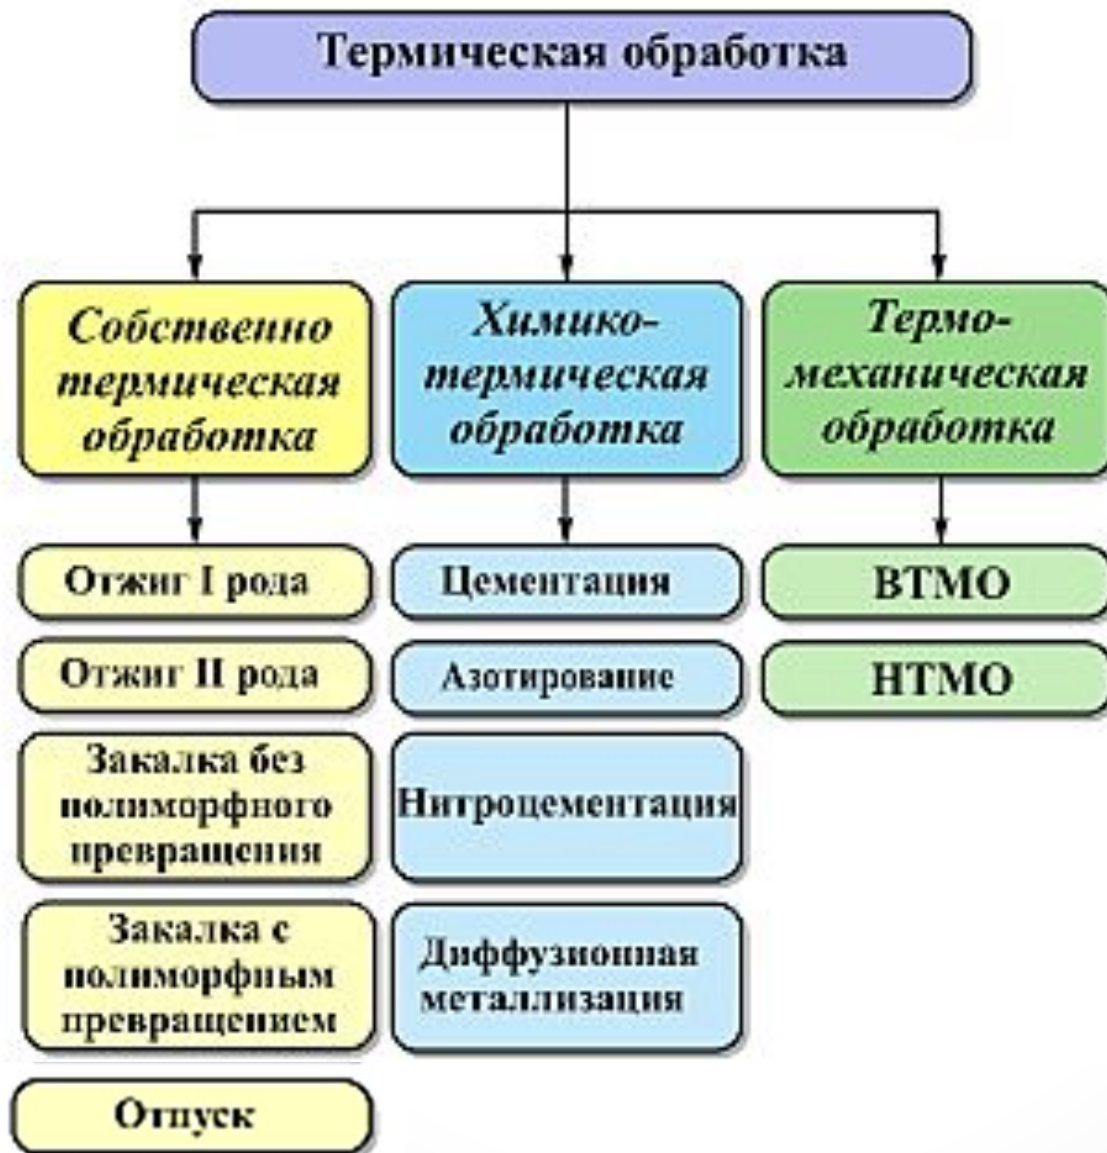 Термическая обработка
Собственно
термическая
обработка
Химико-
термическая
обработка
Термо-
механическая
обработка
Отжиг I рода
Отжиг II рода
Закалка без
полиморфного
превращения
Закалка с
полиморфным
превращением
Отпуск
Цементация
Азотирование
Нитроцементация
Диффузионная
металлизация
ВТМО
НТМО